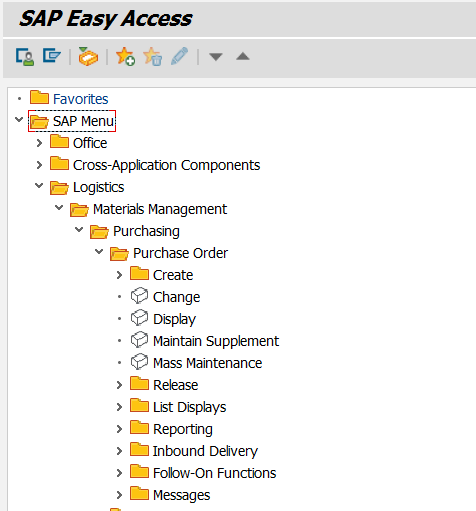 SAP Easy Access
Favorites
SAP Menu
Office
Cross-Application Components
Logistics
Materials Management
Purchasing
Purchase Order
Create
Change
Display
Maintain Supplement
Mass Maintenance
Release
List Displays
Reporting
Inbound Delivery
Follow-On Functions
Messages